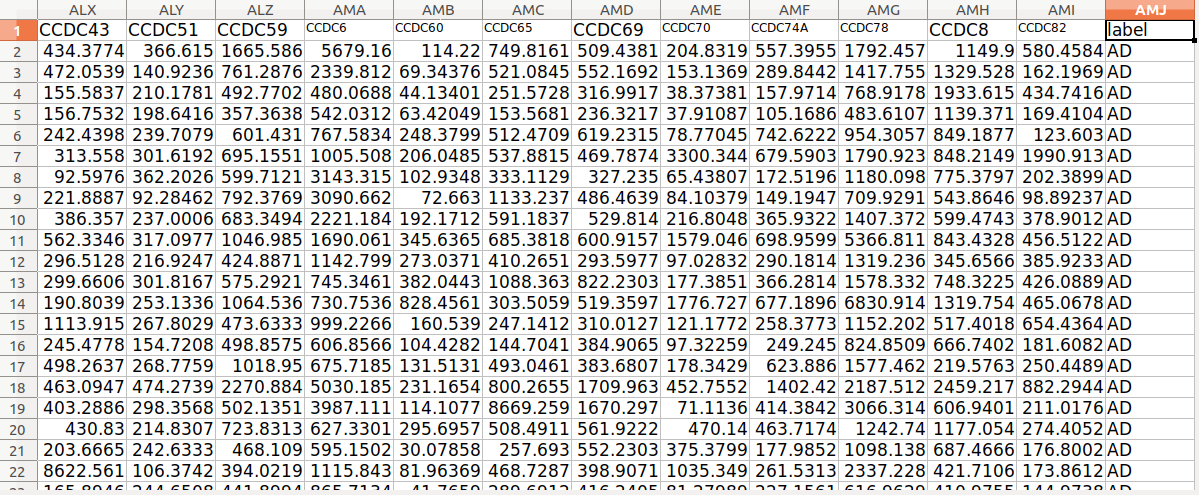 ALX ALY ALZ AMA AMB AMC AMD AME AMF AMG AMH AMI AMJ
1 CCDC43 CCDC51 CCDC59 CCDC6 CCDC60 CCDC65 CCDC69 CCDC70 CCDC74A CCDC78 CCDC8 CCDC82 label
2 434.3774 366.615 1665.586 5679.16 114.22 749.8161 509.4381 204.8319 557.3955 1792.457 1149.9 580.4584 AD
3 472.0539 140.9236 761.2876 2339.812 69.34376 521.0845 552.1692 153.1369 289.8442 1417.755 1329.528 162.1969 AD
4 155.5837 210.1781 492.7702 480.0688 44.13401 251.5728 316.9917 38.37381 157.9714 768.9178 1933.615 434.7416 AD
5 156.7532 198.6416 357.3638 542.0312 63.42049 153.5681 236.3217 37.91087 105.1686 483.6107 1139.371 169.4104 AD
6 242.4398 239.7079 601.431 767.5834 248.3799 512.4709 619.2315 78.77045 742.6222 954.3057 849.1877 123.603 AD
7 313.558 301.6192 695.1551 1005.508 206.0485 537.8815 469.7874 3300.344 679.5903 1790.923 848.2149 1990.913 AD
8 92.5976 362.2026 599.7121 3143.315 102.9348 333.1129 327.235 65.43807 172.5196 1180.098 775.3797 202.3899 AD
9 221.8887 92.28462 792.3769 3090.662 72.663 1133.237 486.4639 84.10379 149.1947 709.9291 543.8646 98.89237 AD
10 386.357 237.0006 683.3494 2221.184 192.1712 591.1837 529.814 216.8048 365.9322 1407.372 599.4743 378.9012 AD
11 562.3346 317.0977 1046.985 1690.061 345.6365 685.3818 600.9157 1579.046 698.9599 5366.811 843.4328 456.5122 AD
12 296.5128 216.9247 424.8871 1142.799 273.0371 410.2651 293.5977 97.02832 290.1814 1319.236 345.6566 385.9233 AD
13 299.6606 301.8167 575.2921 745.3461 382.0443 1088.363 822.2303 177.3851 366.2814 1578.332 748.3225 426.0889 AD
14 190.8039 253.1336 1064.536 730.7536 828.4561 303.5059 519.3597 1776.727 677.1896 6830.914 1319.754 465.0678 AD
15 1113.915 267.8029 473.6333 999.2266 160.539 247.1412 310.0127 121.1772 258.3773 1152.202 517.4018 654.4364 AD
16 245.4778 154.7208 498.8575 606.8566 104.4282 144.7041 384.9065 97.32259 249.245 824.8509 666.7402 181.6082 AD
17 498.2637 268.7759 1018.95 675.7185 131.5131 493.0461 383.6807 178.3429 623.886 1577.462 219.5763 250.4489 AD
18 463.0947 474.2739 2270.884 5030.185 231.1654 800.2655 1709.963 452.7552 1402.42 2187.512 2459.217 882.2944 AD
19 403.2886 298.3568 502.1351 3987.111 114.1077 8669.259 1670.297 71.1136 414.3842 3066.314 606.9401 211.0176 AD
20 430.83 214.8307 723.8313 627.3301 295.6957 508.4911 561.9222 470.14 463.7174 1242.74 1177.054 274.4052 AD
21 203.6665 242.6333 468.109 595.1502 30.07858 257.693 552.2303 375.3799 177.9852 1098.138 687.4666 176.8002 AD
22 8622.561 106.3742 394.0219 1115.843 81.96369 468.7287 398.9071 1035.349 261.5313 2337.228 421.7106 173.8612 AD